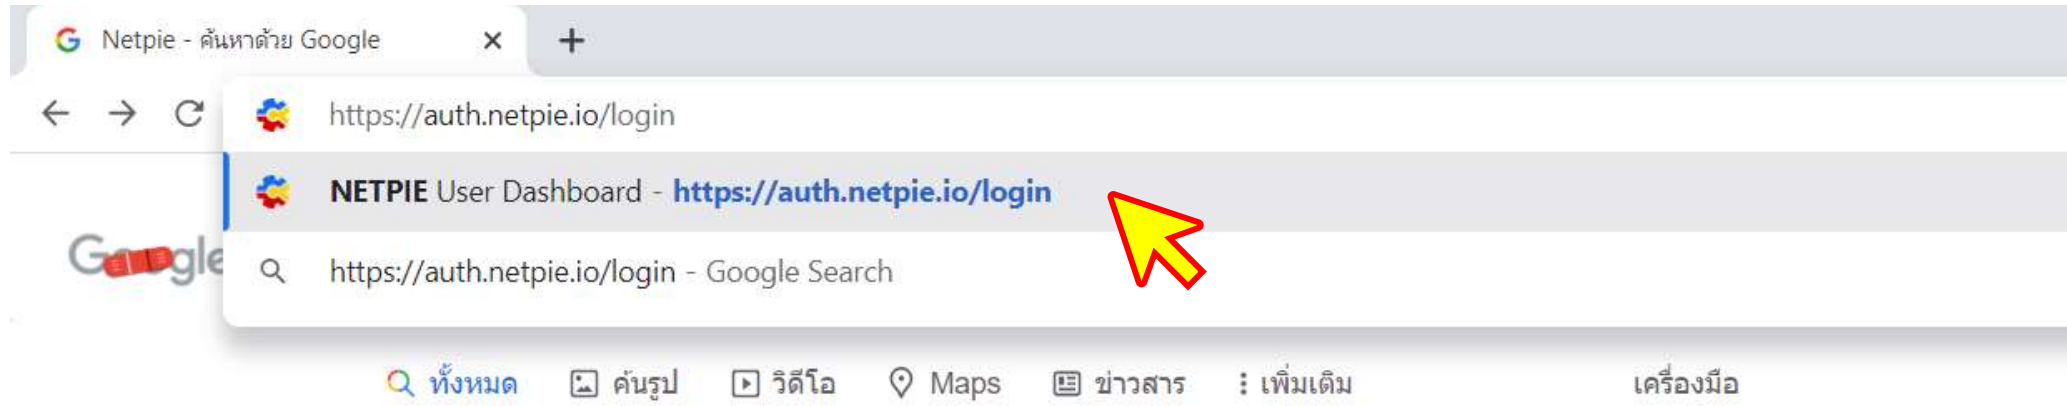 Netpie - ค้นหาด้วย Google
https://auth.netpie.io/login
NETPIE User Dashboard - https://auth.netpie.io/login
https://auth.netpie.io/login - Google Search
ทั้งหมด ค้นรูป วิดีโอ Maps ข่าวสาร เพิ่มเติม เครื่องมือ